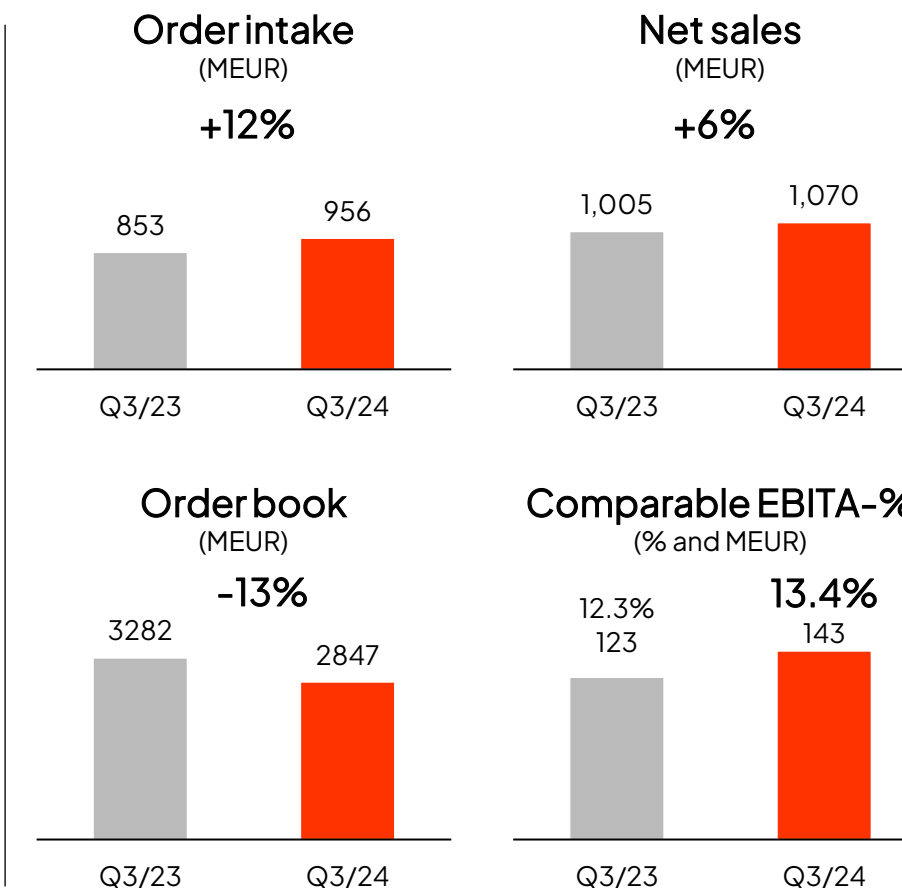 Order intake
(MEUR)
+12%
853
956
Q3/23
Q3/24
Net sales
(MEUR)
+6%
1,005
1,070
Q3/23
Q3/24
Order book
(MEUR)
-13%
3282
2847
Q3/23
Q3/24
Comparable EBITA-%
(% and MEUR)
12.3%
123
13.4%
143
Q3/23
Q3/24